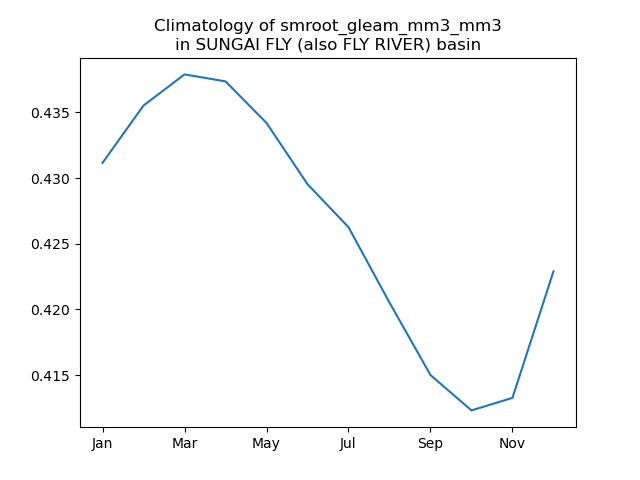 Climatology of smroot_gleam_mm3_mm3
in SUNGAI FLY (also FLY RIVER) basin
0.435
0.430
0.425
0.420
0.415
Jan Mar May Jul Sep Nov